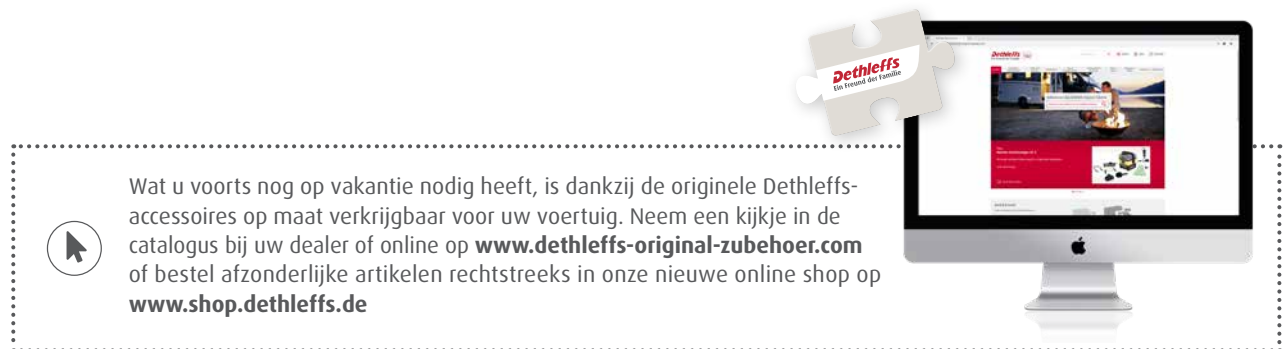 Dethleffs
Ein Freund der Familie
Dethleffs
Wat u voorts nog op vakantie nodig heeft, is dankzij de originele Dethleffs-
accessoires op maat verkrijgbaar voor uw voertuig. Neem een kijkje in de
catalogus bij uw dealer of online op www.dethleffs-original-zubehoer.com
of bestel afzonderlijke artikelen rechtstreeks in onze nieuwe online shop op
www.shop.dethleffs.de